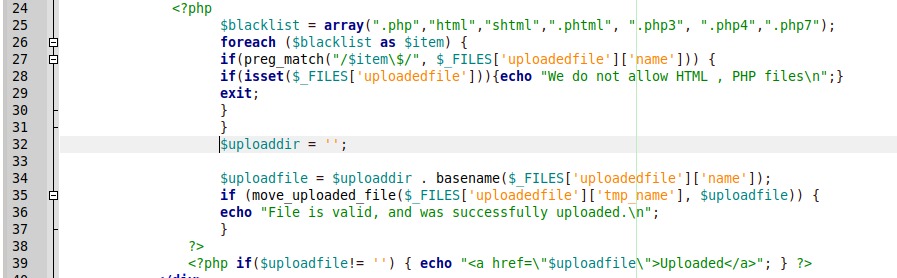 24 <?php
25 $blacklist = array(".php","html","shtml",".phtml", ".php3", ".php4",".php7");
26 foreach ($blacklist as $item) {
27 if(preg_match("/$item\$/", $_FILES['uploadedfile']['name'])) {
28 if(isset($_FILES['uploadedfile'])){echo "We do not allow HTML , PHP files\n";}
29 exit;
30 }
31 }
32 $uploaddir = '';
33
34 $uploadfile = $uploaddir . basename($_FILES['uploadedfile']['name']);
35 if (move_uploaded_file($_FILES['uploadedfile']['tmp_name'], $uploadfile)) {
36 echo "File is valid, and was successfully uploaded.\n";
37 }
38 ?>
39 <?php if($uploadfile!= '') { echo "<a href=\"$uploadfile\">Uploaded</a>"; } ?>
40 </div>